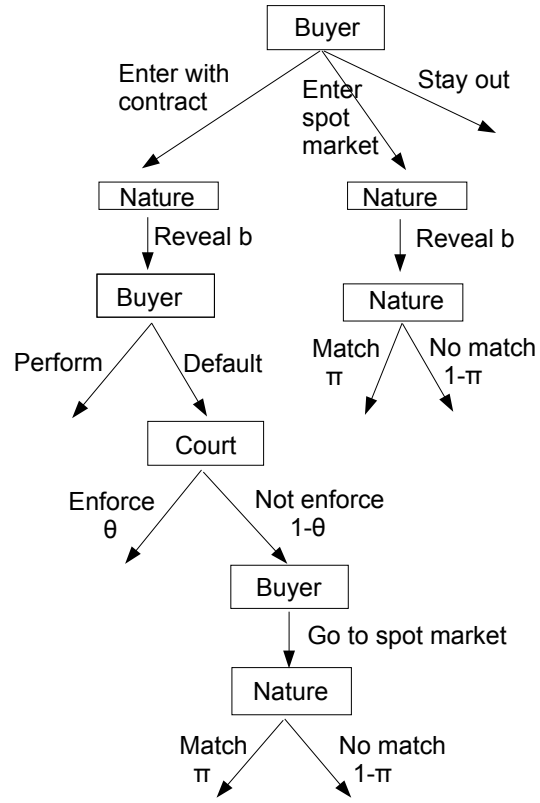 Buyer
Enter with
contract
Enter
spot
market
Stay out
Nature
Nature
Reveal b
Reveal b
Buyer
Nature
Perform
Default
Match
π
No match
1-π
Court
Enforce
θ
Not enforce
1-θ
Buyer
Go to spot market
Nature
Match
π
No match
1-π